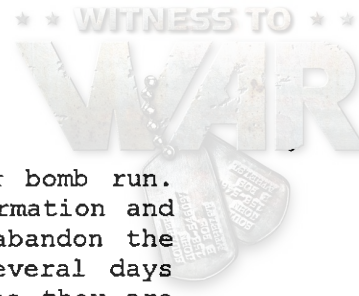 WITNESS TO
WAR
bomb run.
rmation and
abandon the
everal days
they are